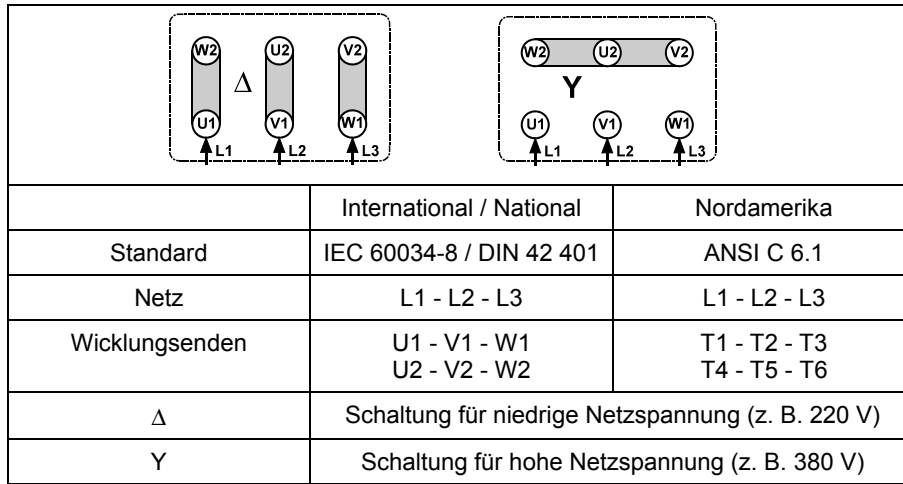 W2 U2 V2 W2 U2 V2
Δ Y
U1 V1 W1 U1 V1 W1
L1 L2 L3 L1 L2 L3
International / National Nordamerika
Standard IEC 60034-8 / DIN 42 401 ANSI C 6.1
Netz L1 - L2 - L3 L1 - L2 - L3
Wicklungsenden U1 - V1 - W1 T1 - T2 - T3
U2 - V2 - W2 T4 - T5 - T6
Δ Schaltung für niedrige Netzspannung (z. B. 220 V)
Y Schaltung für hohe Netzspannung (z. B. 380 V)